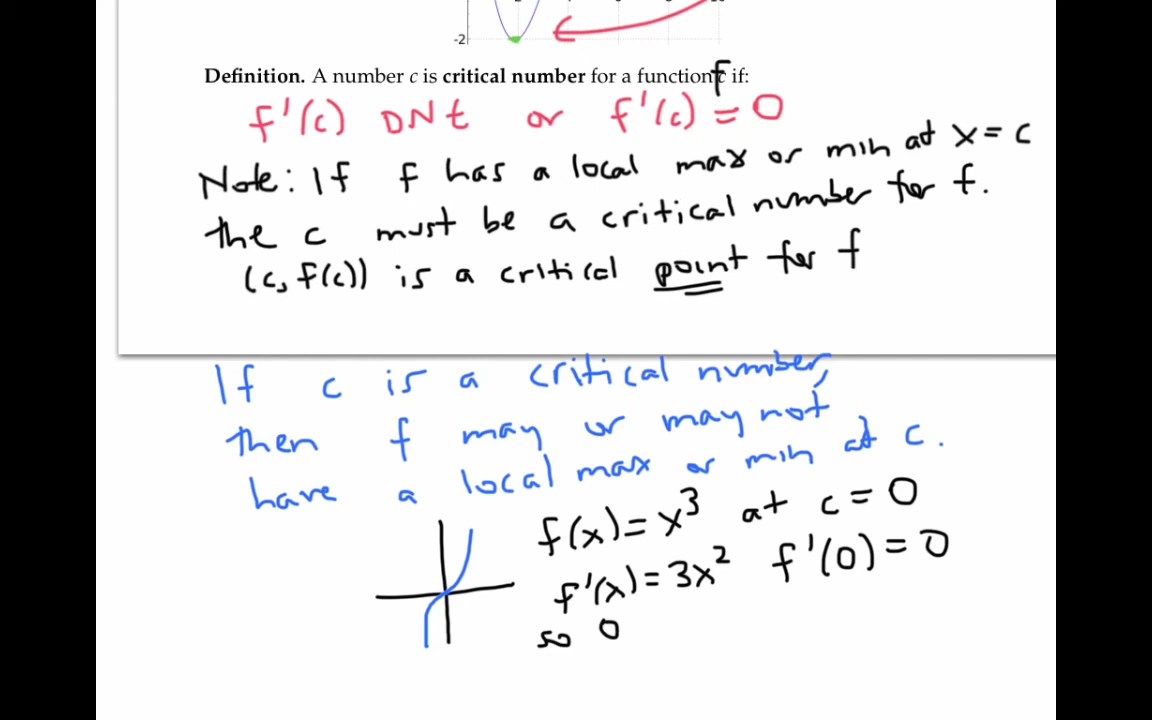 -2
Definition. A number c is critical number for a function f if:
f'(c) DNE or f'(c) = 0
Note: If f has a local max or min at x = c
the c must be a critical number for f.
(c, f(c)) is a critical point for f
If c is a critical number,
then f may or may not
have a local max or min at c.
f(x) = x³ at c = 0
f'(x) = 3x² f'(0) = 0
so 0